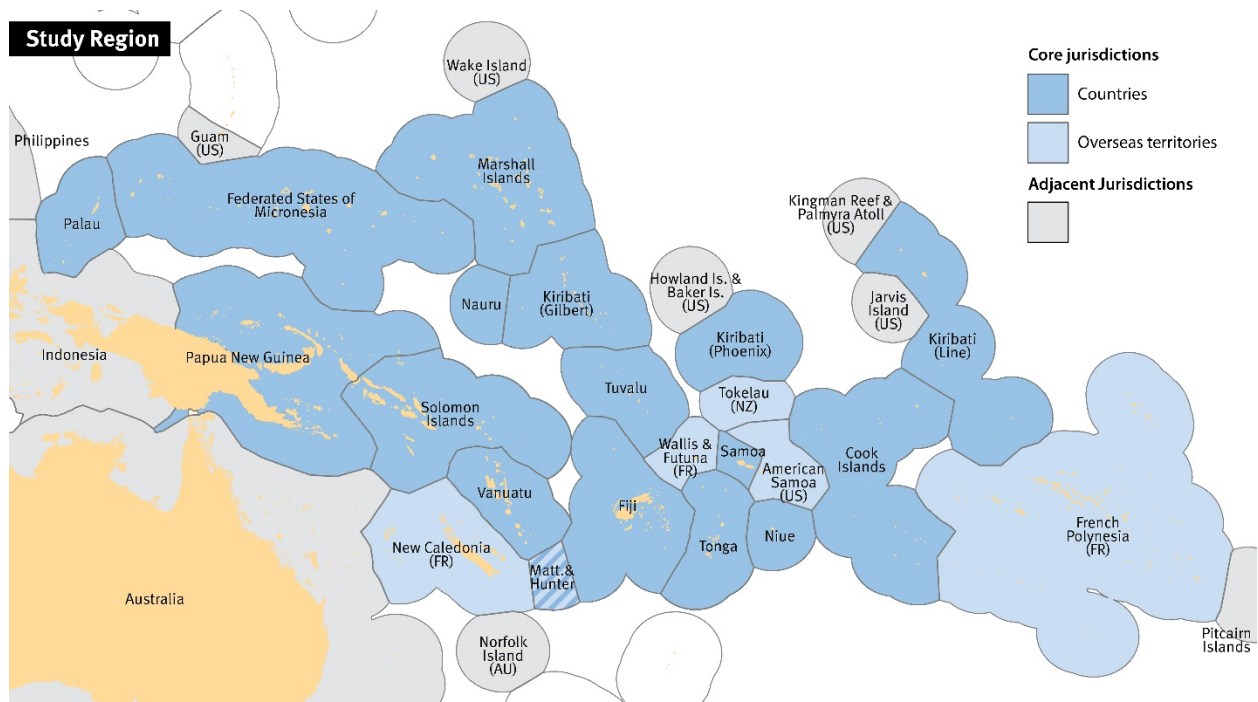 Study Region
Core jurisdictions
Countries
Overseas territories
Adjacent Jurisdictions
Wake Island
(US)
Philippines
Guam
(US)
Marshall
Islands
Federated States of
Micronesia
Palau
Kingman Reef &
Palmyra Atoll
(US)
Howland Is. &
Baker Is.
(US)
Jarvis
Island
(US)
Nauru
Kiribati
(Gilbert)
Kiribati
(Phoenix)
Kiribati
(Line)
Indonesia
Papua New Guinea
Tuvalu
Tokelau
(NZ)
Solomon
Islands
Wallis &
Futuna
(FR)
Samoa
American
Samoa
(US)
Cook
Islands
Vanuatu
Fiji
New Caledonia
(FR)
Matt.&
Hunter
Tonga
Niue
French
Polynesia
(FR)
Australia
Norfolk
Island
(AU)
Pitcairn
Islands